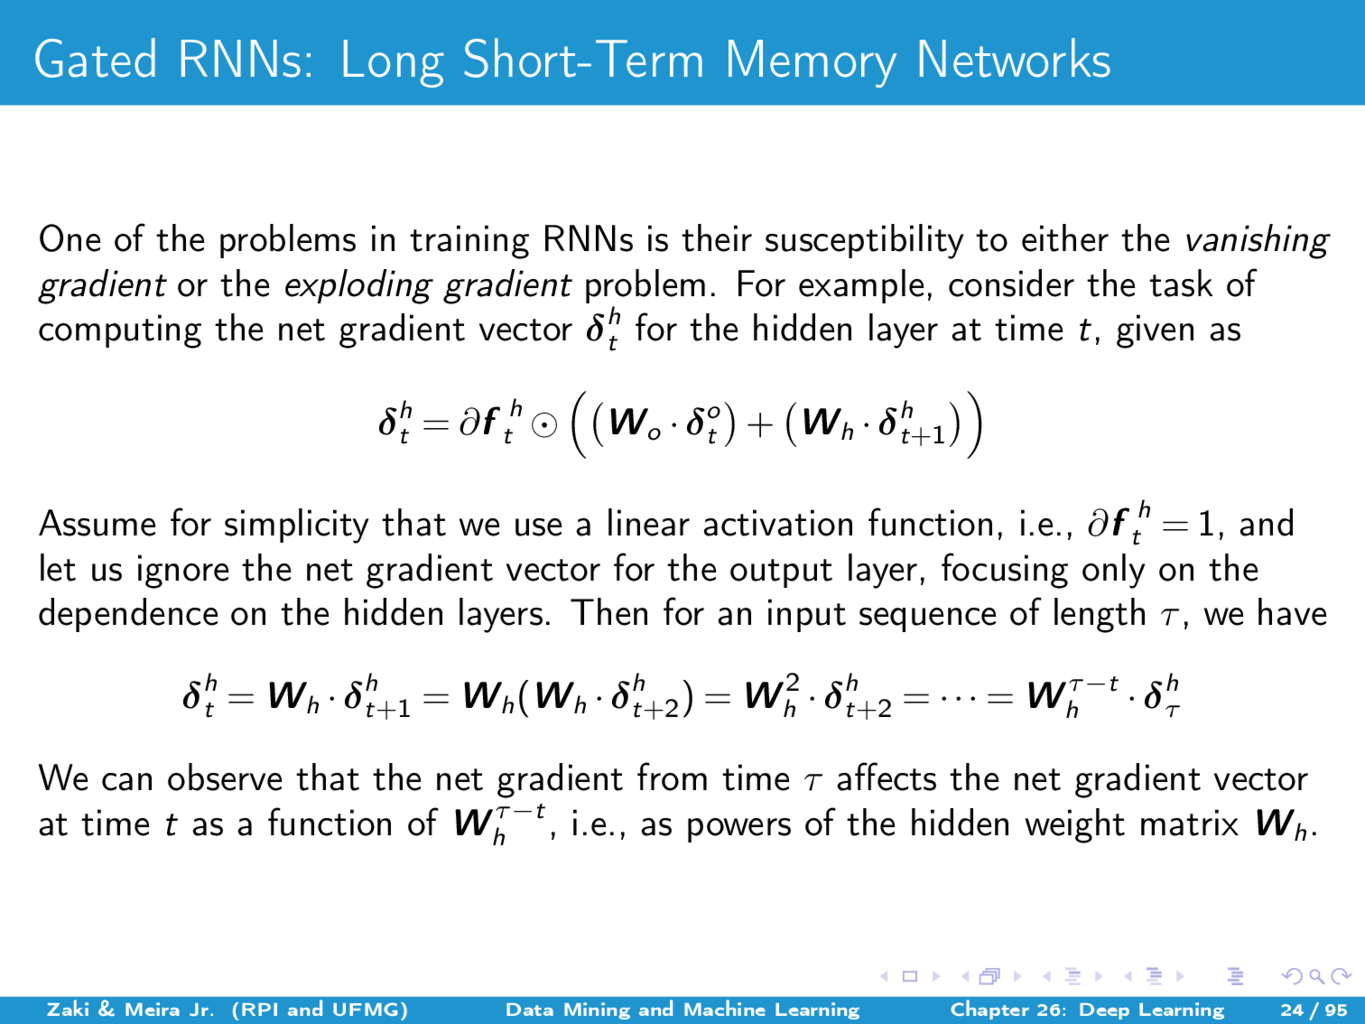 Gated RNNs: Long Short-Term Memory Networks
One of the problems in training RNNs is their susceptibility to either the vanishing
gradient or the exploding gradient problem. For example, consider the task of
computing the net gradient vector δ_t^h for the hidden layer at time t, given as
δ_t^h = ∂f_t^h ⊙ ((W_o · δ_t^o) + (W_h · δ_{t+1}^h))
Assume for simplicity that we use a linear activation function, i.e., ∂f_t^h = 1, and
let us ignore the net gradient vector for the output layer, focusing only on the
dependence on the hidden layers. Then for an input sequence of length τ, we have
δ_t^h = W_h · δ_{t+1}^h = W_h(W_h · δ_{t+2}^h) = W_h^2 · δ_{t+2}^h = ··· = W_h^{τ−t} · δ_τ^h
We can observe that the net gradient from time τ affects the net gradient vector
at time t as a function of W_h^{τ−t}, i.e., as powers of the hidden weight matrix W_h.
Zaki & Meira Jr. (RPI and UFMG) Data Mining and Machine Learning Chapter 26: Deep Learning 24 / 95